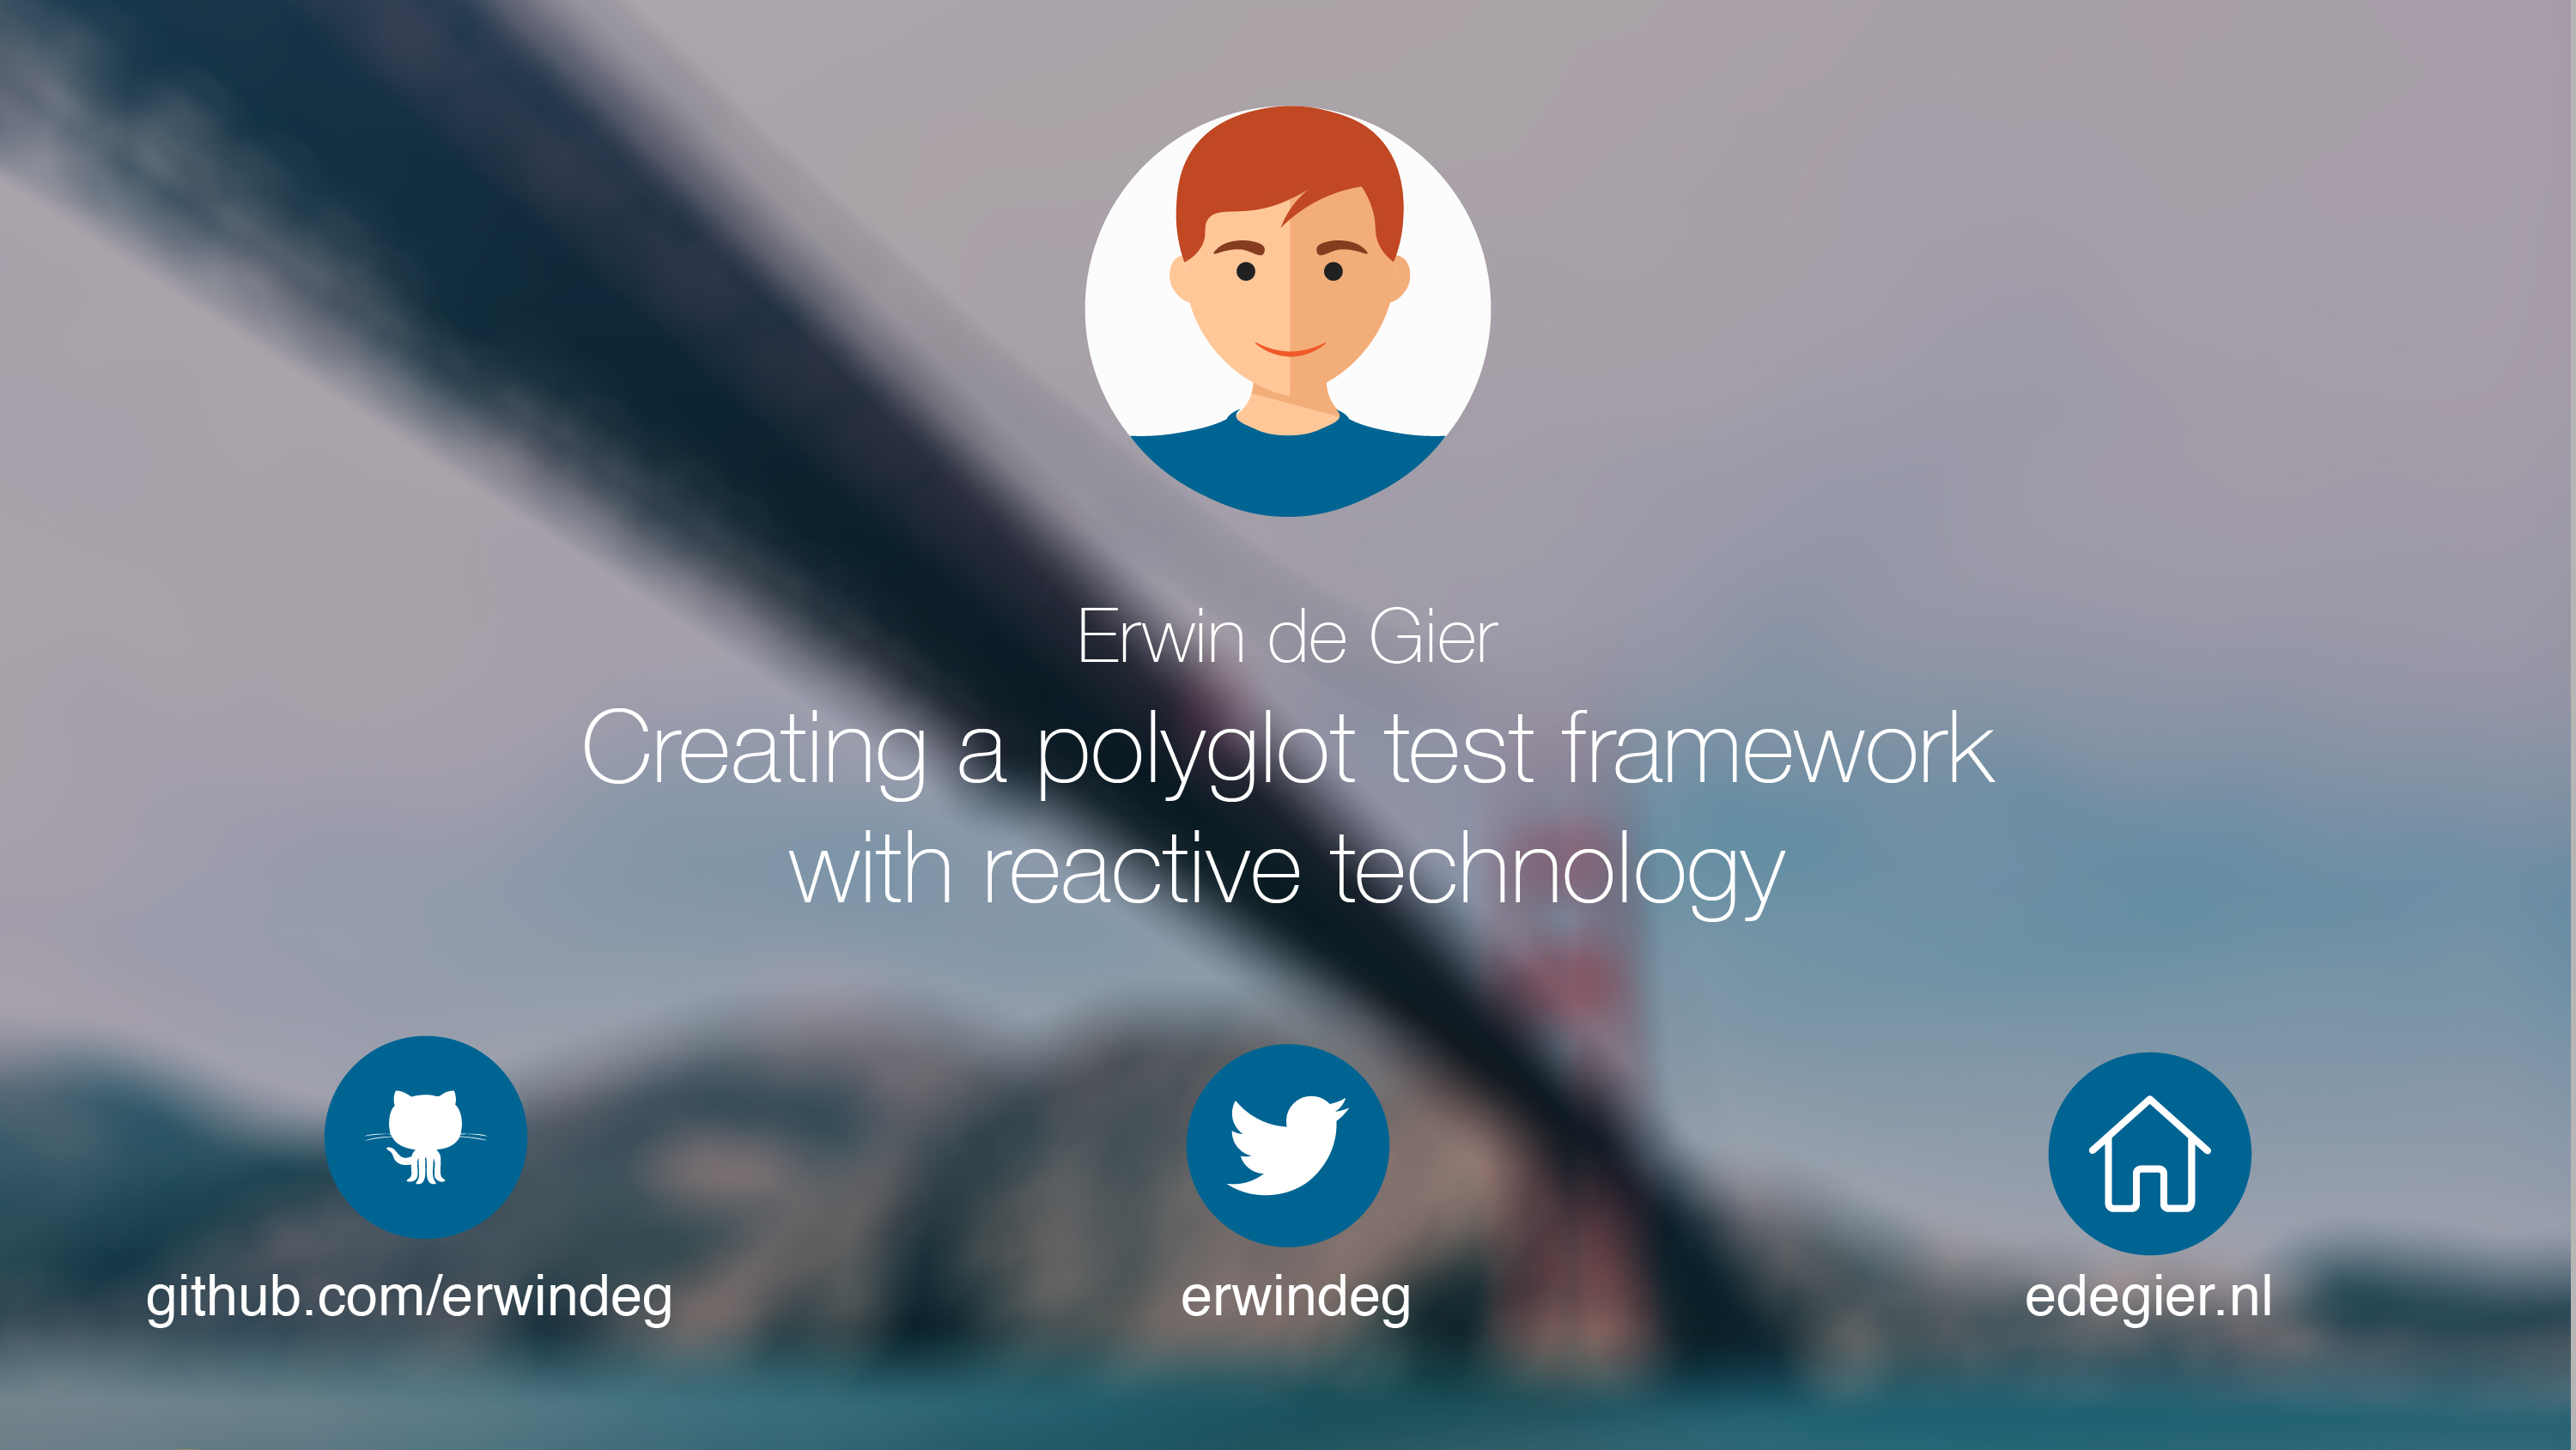 Erwin de Gier
Creating a polyglot test framework
with reactive technology
github.com/erwindeg
erwindeg
edegier.nl